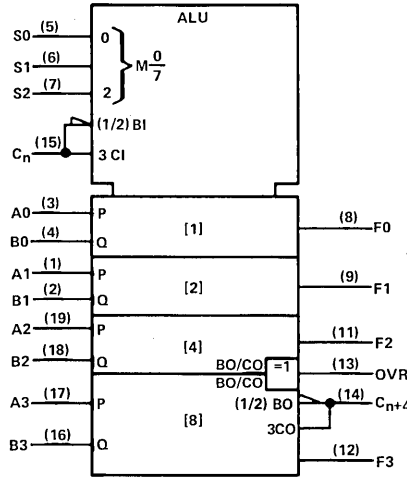 ALU
S0 (5) 0
S1 (6) M 0/7
S2 (7) 2
(1/2) BI
Cn (15) 3 CI
A0 (3) P
B0 (4) Q [1] (8) F0
A1 (1) P
B1 (2) Q [2] (9) F1
A2 (19) P
B2 (18) Q [4] (11) F2
BO/CO =1 (13) OVR
BO/CO
A3 (17) P (1/2) BO (14) Cn+4
[8] 3CO
B3 (16) Q (12) F3